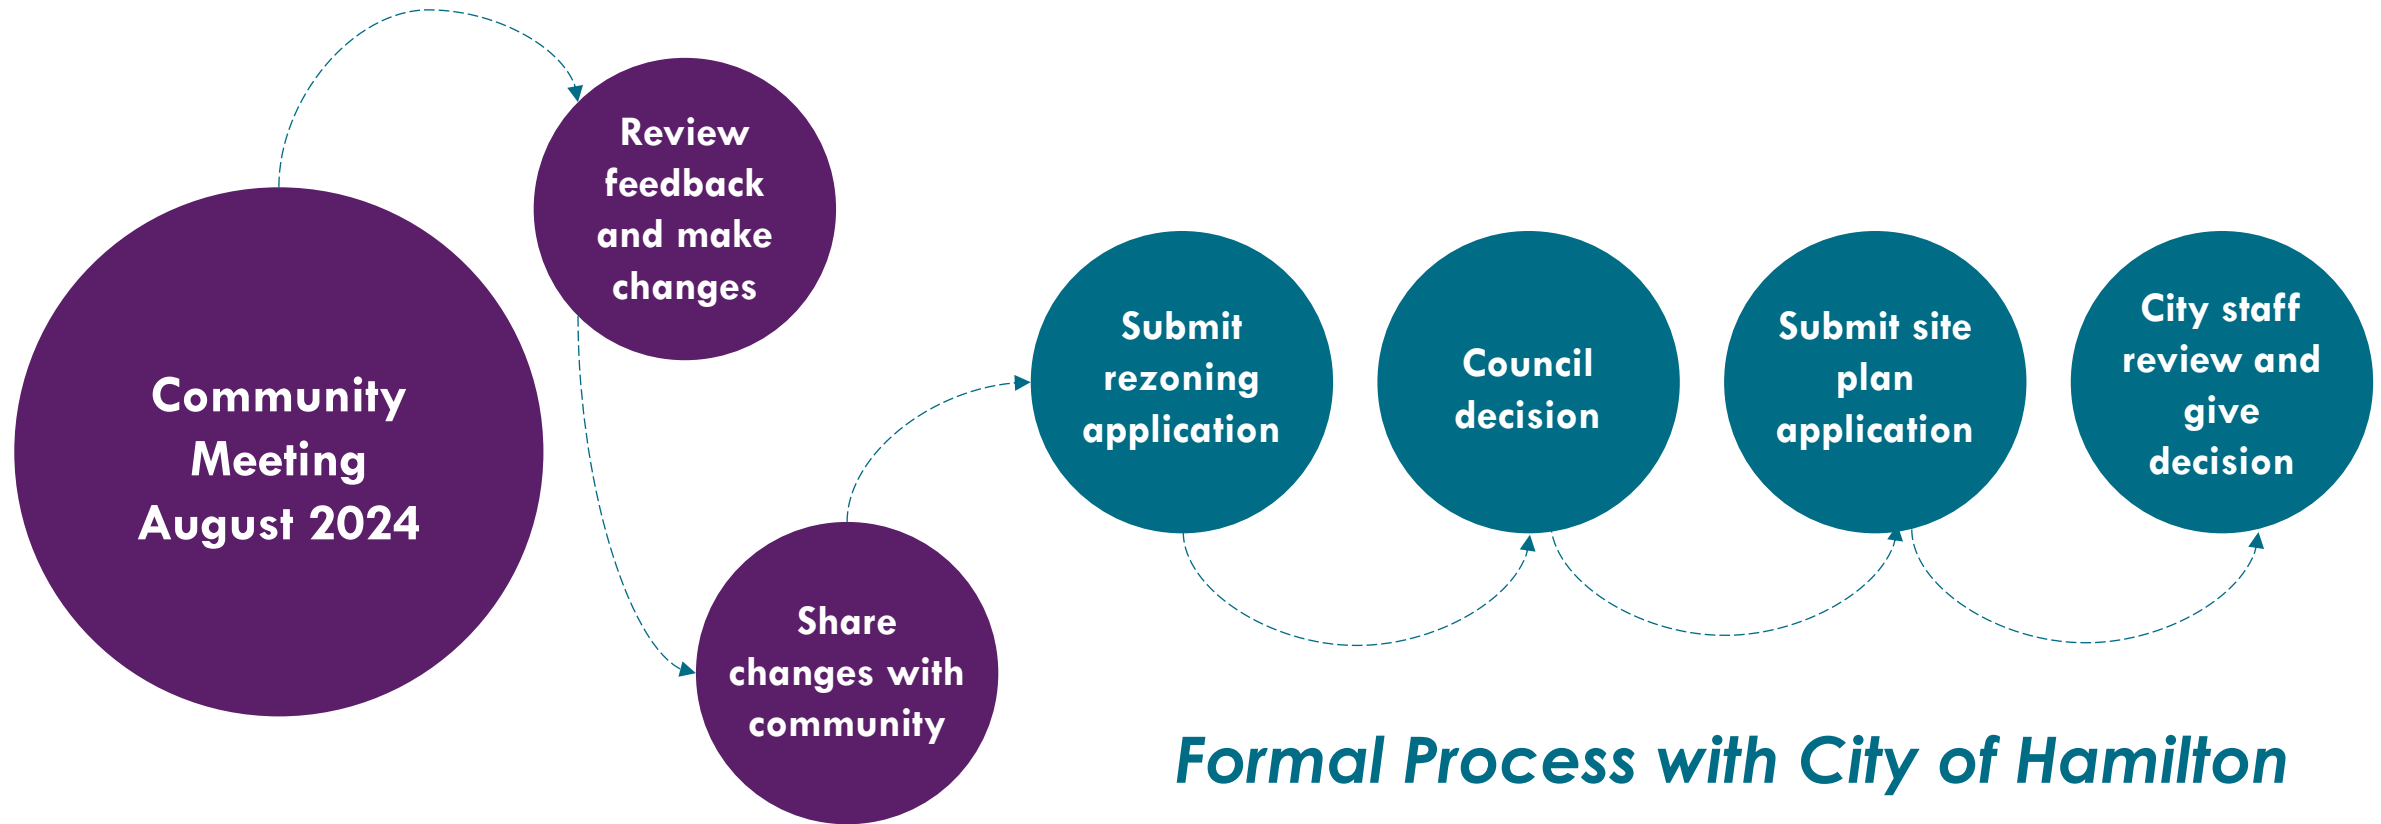 Community
Meeting
August 2024
Review
feedback
and make
changes
Share
changes with
community
Submit
rezoning
application
Council
decision
Submit site
plan
application
City staff
review and
give
decision
Formal Process with City of Hamilton